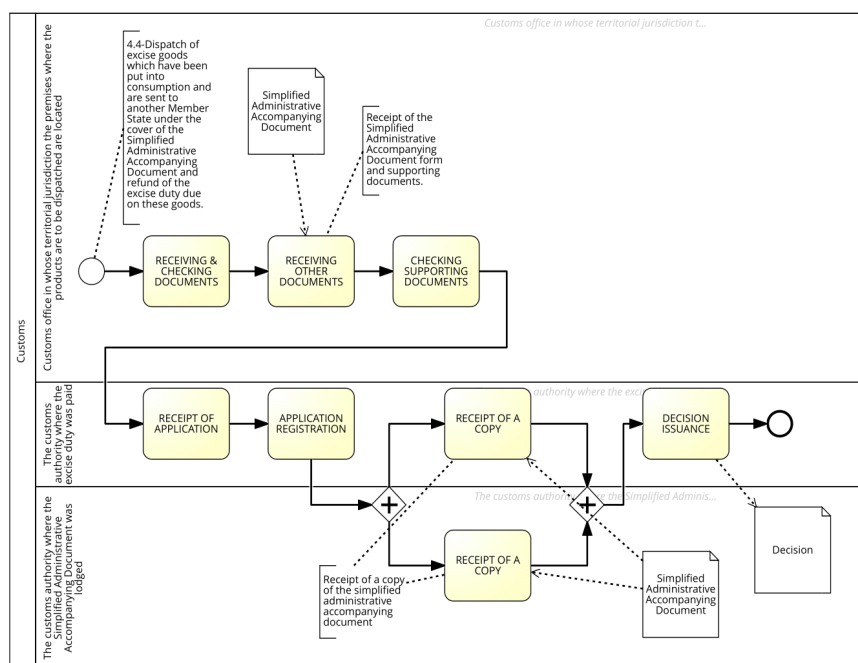 Customs
Customs office in whose territorial jurisdiction the premises where the
products are to be dispatched are located
Customs office in whose territorial jurisdiction t...
4.4-Dispatch of
excise goods
which have been
put into
consumption and
are sent to
another Member
State under the
cover of the
Simplified
Administrative
Accompanying
Document and
refund of the
excise duty due
on these goods.
Simplified
Administrative
Accompanying
Document
Receipt of the
Simplified
Administrative
Accompanying
Document form
and supporting
documents.
RECEIVING &
CHECKING
DOCUMENTS
RECEIVING
OTHER
DOCUMENTS
CHECKING
SUPPORTING
DOCUMENTS
The customs
authority where the
excise duty was paid
authority where the exci
RECEIPT OF
APPLICATION
APPLICATION
REGISTRATION
RECEIPT OF A
COPY
DECISION
ISSUANCE
The customs authority where the
Simplified Administrative
Accompanying Document was
lodged
The customs authority where the Simplified Adminis...
RECEIPT OF A
COPY
Receipt of a copy
of the simplified
administrative
accompanying
document
Simplified
Administrative
Accompanying
Document
Decision